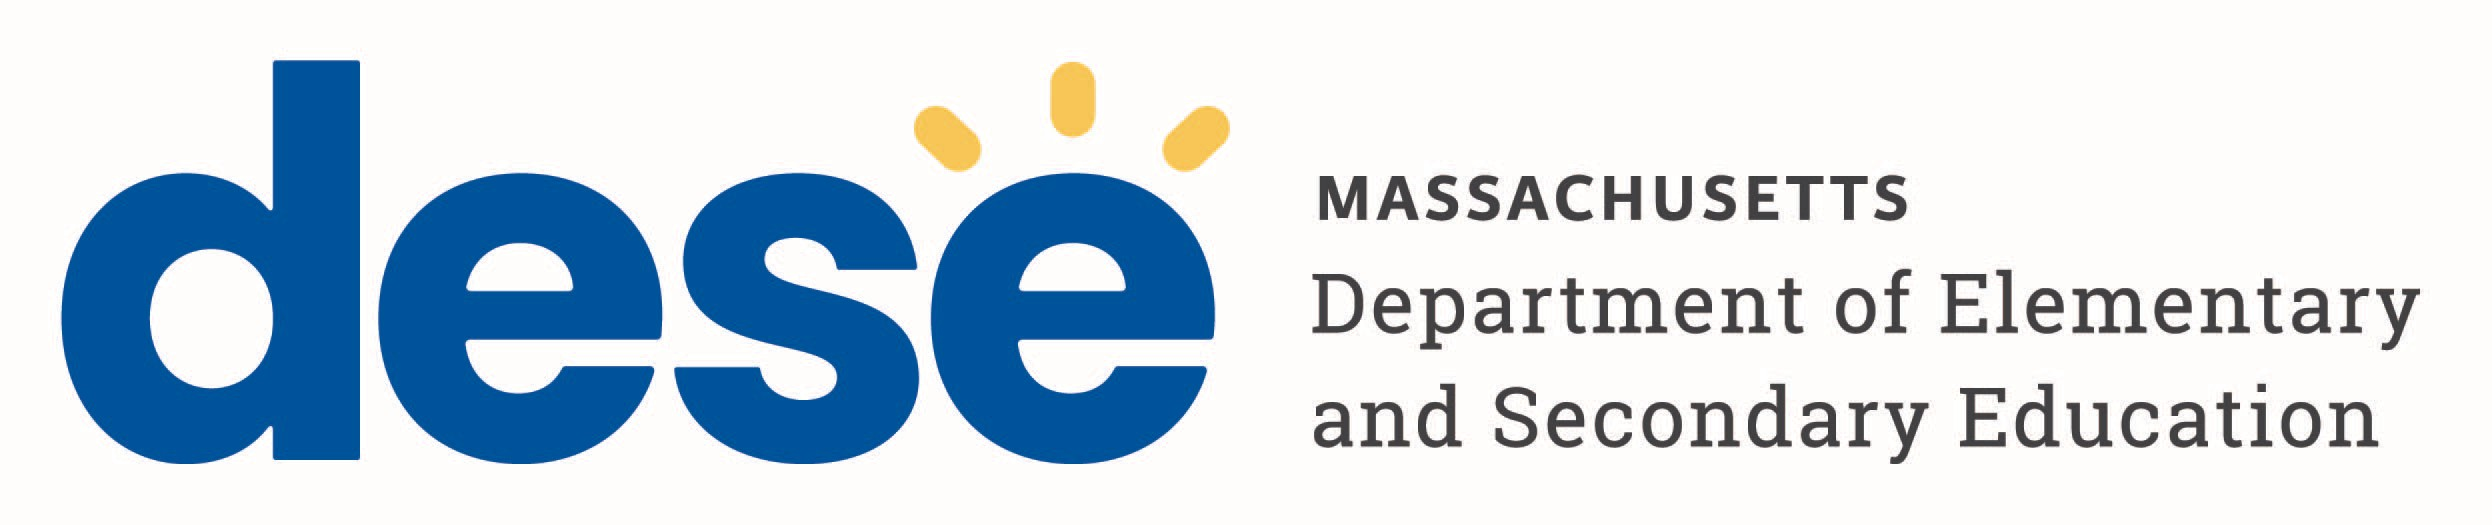 dese
MASSACHUSETTS
Department of Elementary
and Secondary Education